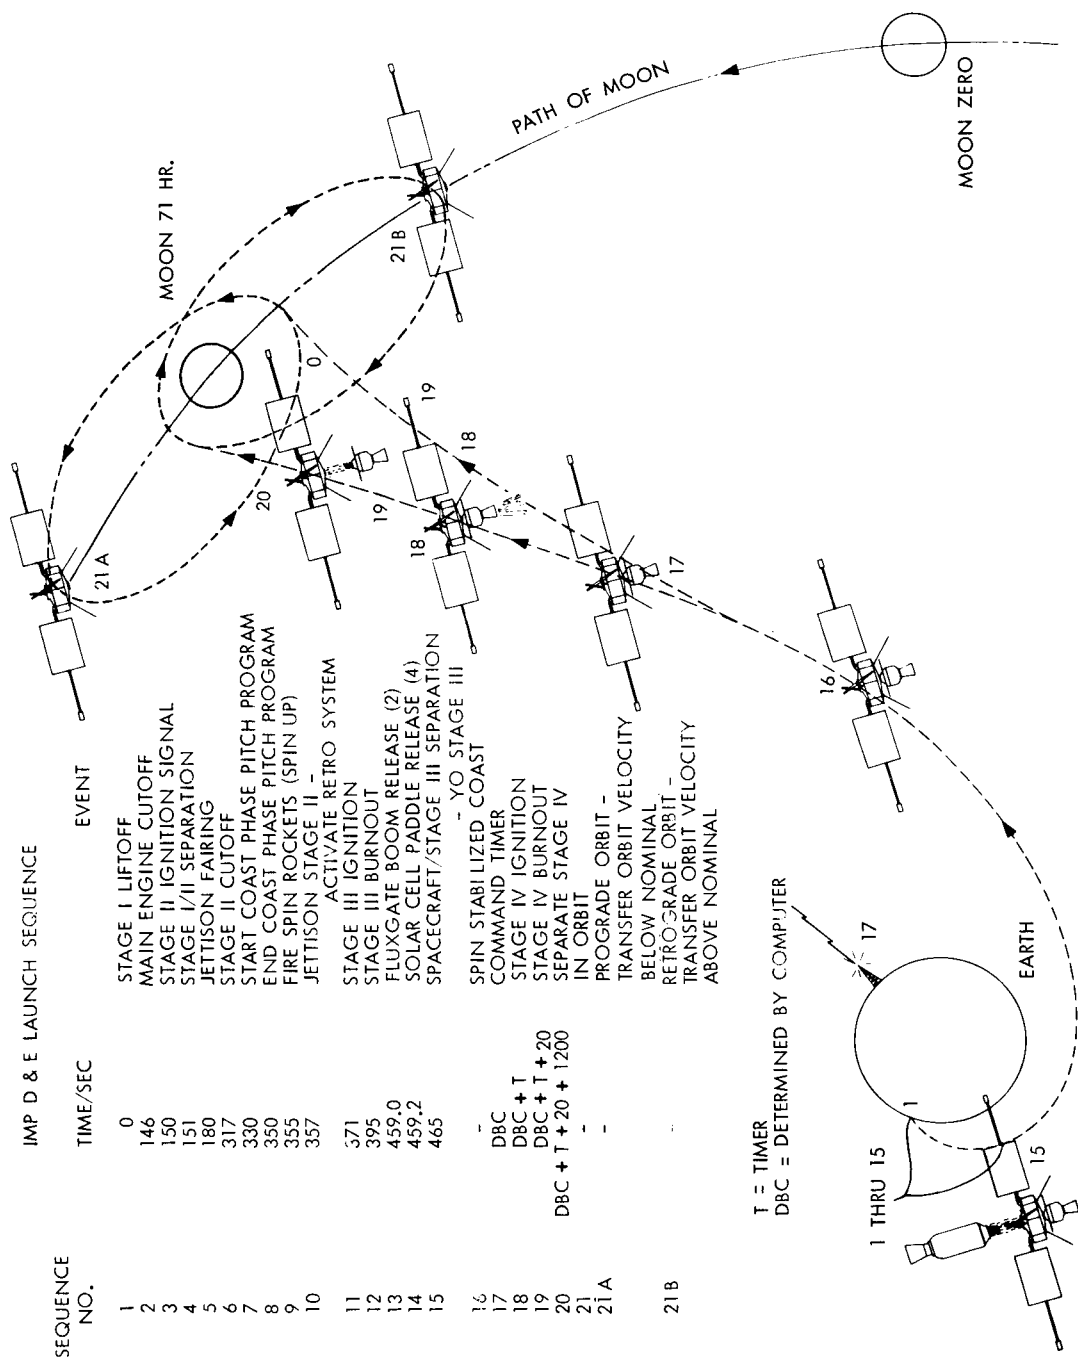 IMP D & E LAUNCH SEQUENCE
SEQUENCE NO. TIME/SEC EVENT
1 0 STAGE I LIFTOFF
2 146 MAIN ENGINE CUTOFF
3 150 STAGE II IGNITION SIGNAL
4 151 STAGE I/II SEPARATION
5 180 JETTISON FAIRING
6 317 STAGE II CUTOFF
7 330 START COAST PHASE PITCH PROGRAM
8 350 END COAST PHASE PITCH PROGRAM
9 355 FIRE SPIN ROCKETS (SPIN UP)
10 357 JETTISON STAGE II -
ACTIVATE RETRO SYSTEM
11 371 STAGE III IGNITION
12 395 STAGE III BURNOUT
13 459.0 FLUXGATE BOOM RELEASE (2)
14 459.2 SOLAR CELL PADDLE RELEASE (4)
15 465 SPACECRAFT/STAGE III SEPARATION
- YO STAGE III
16 - SPIN STABILIZED COAST
17 DBC COMMAND TIMER
18 DBC + T STAGE IV IGNITION
19 DBC + T + 20 STAGE IV BURNOUT
20 DBC + T + 20 + 1200 SEPARATE STAGE IV
21 - IN ORBIT
21 A - PROGRADE ORBIT -
TRANSFER ORBIT VELOCITY
BELOW NOMINAL
21 B - RETROGRADE ORBIT -
TRANSFER ORBIT VELOCITY
ABOVE NOMINAL
T = TIMER
DBC = DETERMINED BY COMPUTER
1 THRU 15
1
15
17
EARTH
16
17
18
18
19
19
20
0
21 A
21 B
MOON 71 HR.
PATH OF MOON
MOON ZERO